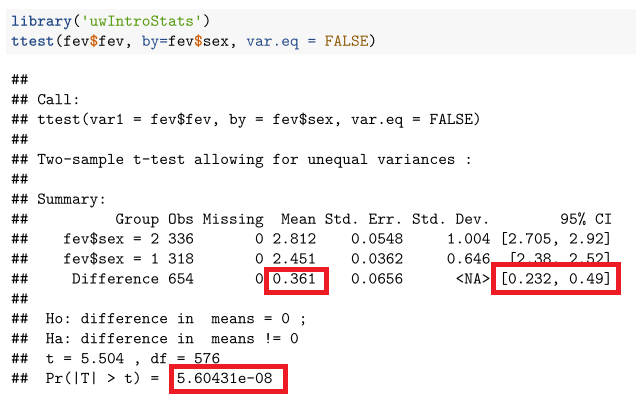 library('uwIntroStats')
ttest(fev$fev, by=fev$sex, var.eq = FALSE)
##
## Call:
## ttest(var1 = fev$fev, by = fev$sex, var.eq = FALSE)
##
## Two-sample t-test allowing for unequal variances :
##
## Summary:
##           Group Obs Missing  Mean Std. Err. Std. Dev.         95% CI
##     fev$sex = 2 336       0 2.812    0.0548     1.004  [2.705, 2.92]
##     fev$sex = 1 318       0 2.451    0.0362     0.646   [2.38, 2.52]
##      Difference 654       0 0.361    0.0656      <NA>  [0.232, 0.49]
##
##  Ho: difference in  means = 0 ;
##  Ha: difference in  means != 0
##  t = 5.504 , df = 576
##  Pr(|T| > t) =  5.60431e-08